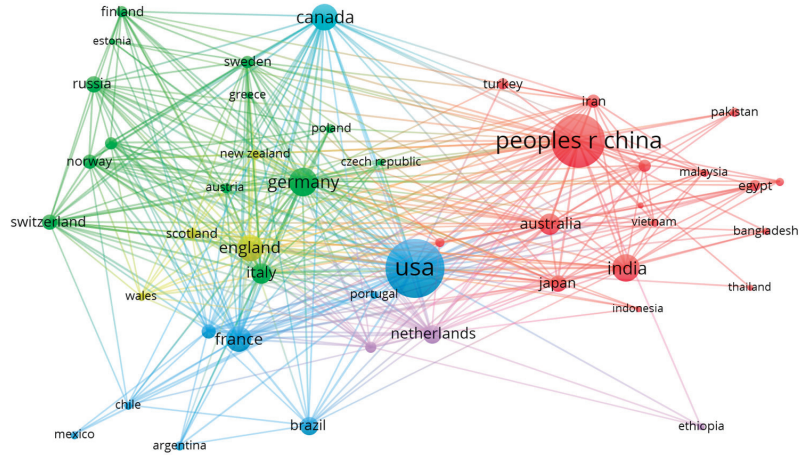 finland
canada
estonia
sweden
russia
turkey
greece
iran
pakistan
poland
peoples r china
new zealand
norway
czech republic
malaysia
germany
austria
egypt
switzerland
scotland
australia
vietnam
bangladesh
england
usa
india
italy
japan
thailand
wales
portugal
indonesia
france
netherlands
chile
brazil
ethiopia
mexico
argentina